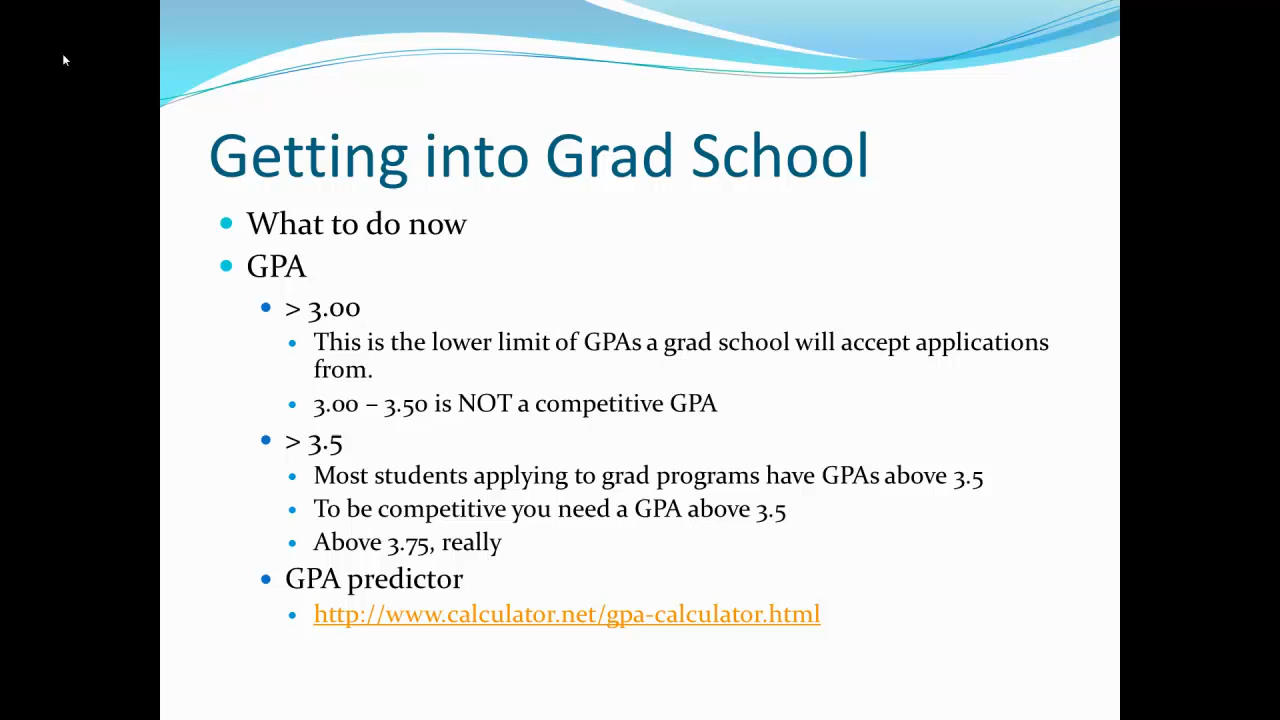 Getting into Grad School
What to do now
GPA
> 3.00
This is the lower limit of GPAs a grad school will accept applications
from.
3.00 – 3.50 is NOT a competitive GPA
> 3.5
Most students applying to grad programs have GPAs above 3.5
To be competitive you need a GPA above 3.5
Above 3.75, really
GPA predictor
http://www.calculator.net/gpa-calculator.html